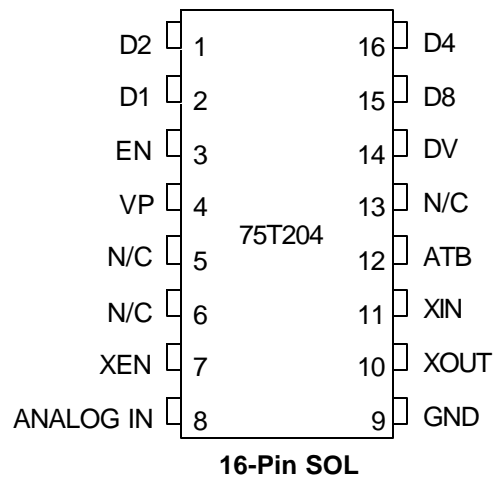 D2 1 16 D4
D1 2 15 D8
EN 3 14 DV
VP 4 13 N/C
75T204
N/C 5 12 ATB
N/C 6 11 XIN
XEN 7 10 XOUT
ANALOG IN 8 9 GND
16-Pin SOL